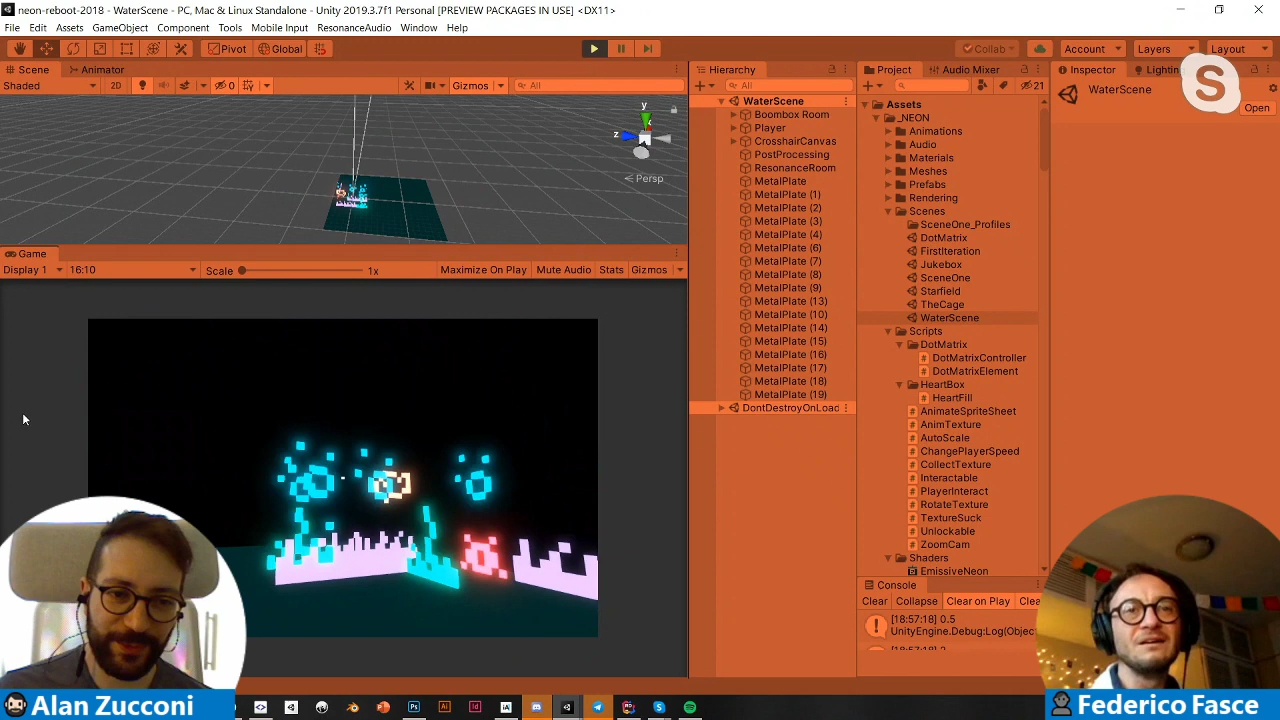 neon-reboot-2018 - WaterScene - PC, Mac & Linux Standalone - Unity 2019.3.7f1 Personal [PREVIEW PACKAGES IN USE] <DX11>
File Edit Assets GameObject Component Tools Mobile Input ResonanceAudio Window Help
Pivot Global Collab Account Layers Layout
Scene Animator
Shaded 2D 0 Gizmos All
y
z
Persp
Game
Display 1 16:10 Scale 1x Maximize On Play Mute Audio Stats Gizmos
Hierarchy
All
WaterScene
Boombox Room
Player
CrosshairCanvas
PostProcessing
ResonanceRoom
MetalPlate
MetalPlate (1)
MetalPlate (2)
MetalPlate (3)
MetalPlate (4)
MetalPlate (6)
MetalPlate (7)
MetalPlate (8)
MetalPlate (9)
MetalPlate (13)
MetalPlate (10)
MetalPlate (14)
MetalPlate (15)
MetalPlate (16)
MetalPlate (17)
MetalPlate (18)
MetalPlate (19)
DontDestroyOnLoad
Project Audio Mixer
21
Assets
_NEON
Animations
Audio
Materials
Meshes
Prefabs
Rendering
Scenes
SceneOne_Profiles
DotMatrix
FirstIteration
Jukebox
SceneOne
Starfield
TheCage
WaterScene
Scripts
DotMatrix
DotMatrixController
DotMatrixElement
HeartBox
HeartFill
AnimateSpriteSheet
AnimTexture
AutoScale
ChangePlayerSpeed
CollectTexture
Interactable
PlayerInteract
RotateTexture
TextureSuck
Unlockable
ZoomCam
Shaders
EmissiveNeon
Console
Clear Collapse Clear on Play Clea
[18:57:18] 0.5
UnityEngine.Debug:Log(Objec
Inspector Lighting
WaterScene
Open
S
Ps Ai Id
Alan Zucconi
Federico Fasce